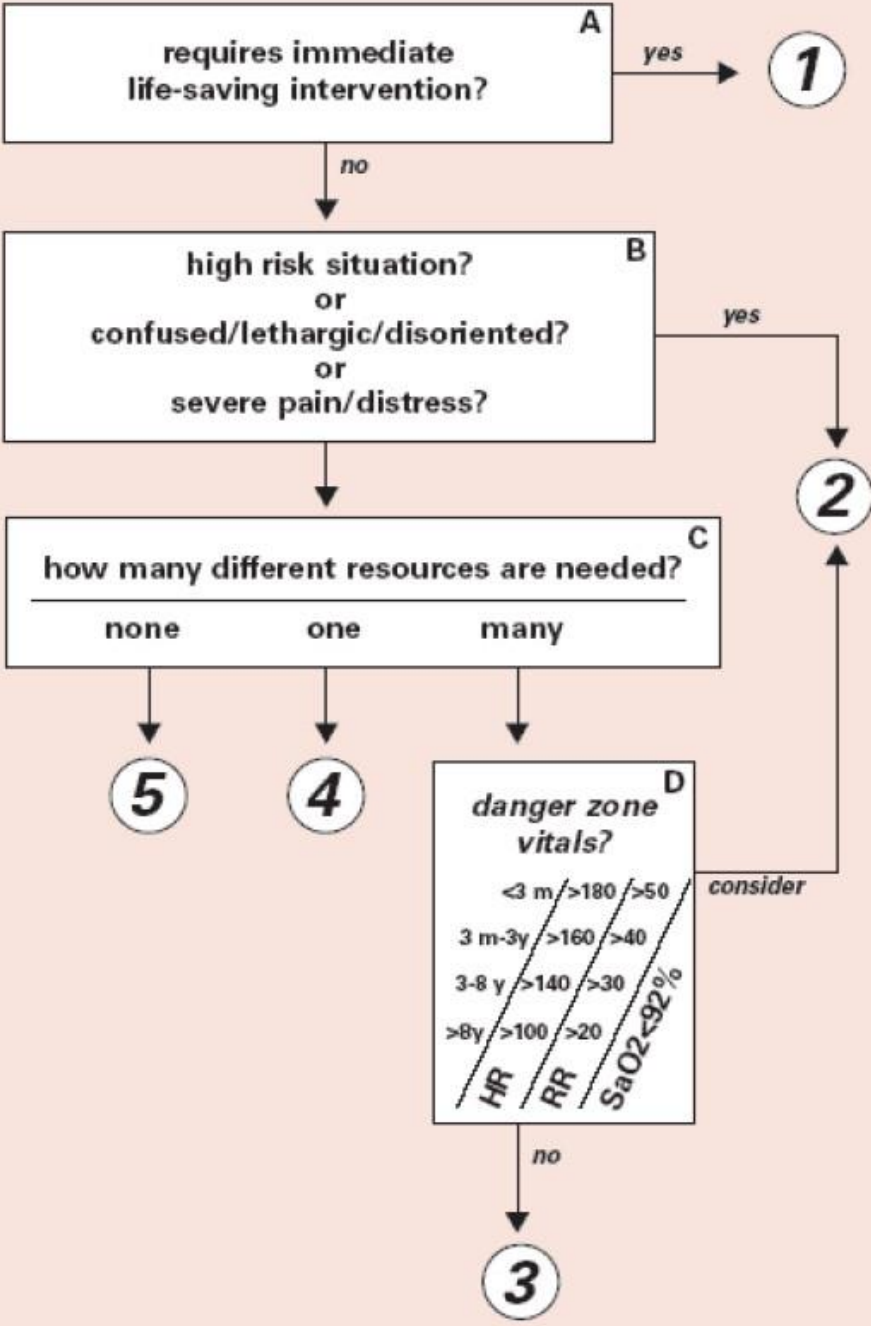 A
requires immediate
life-saving intervention?
yes
1
no
B
high risk situation?
or
confused/lethargic/disoriented?
or
severe pain/distress?
yes
2
C
how many different resources are needed?
none one many
5 4
D
danger zone
vitals?
<3 m >180 >50
3 m-3y >160 >40
3-8 y >140 >30
>8y >100 >20
HR RR SaO2<92%
consider
no
3